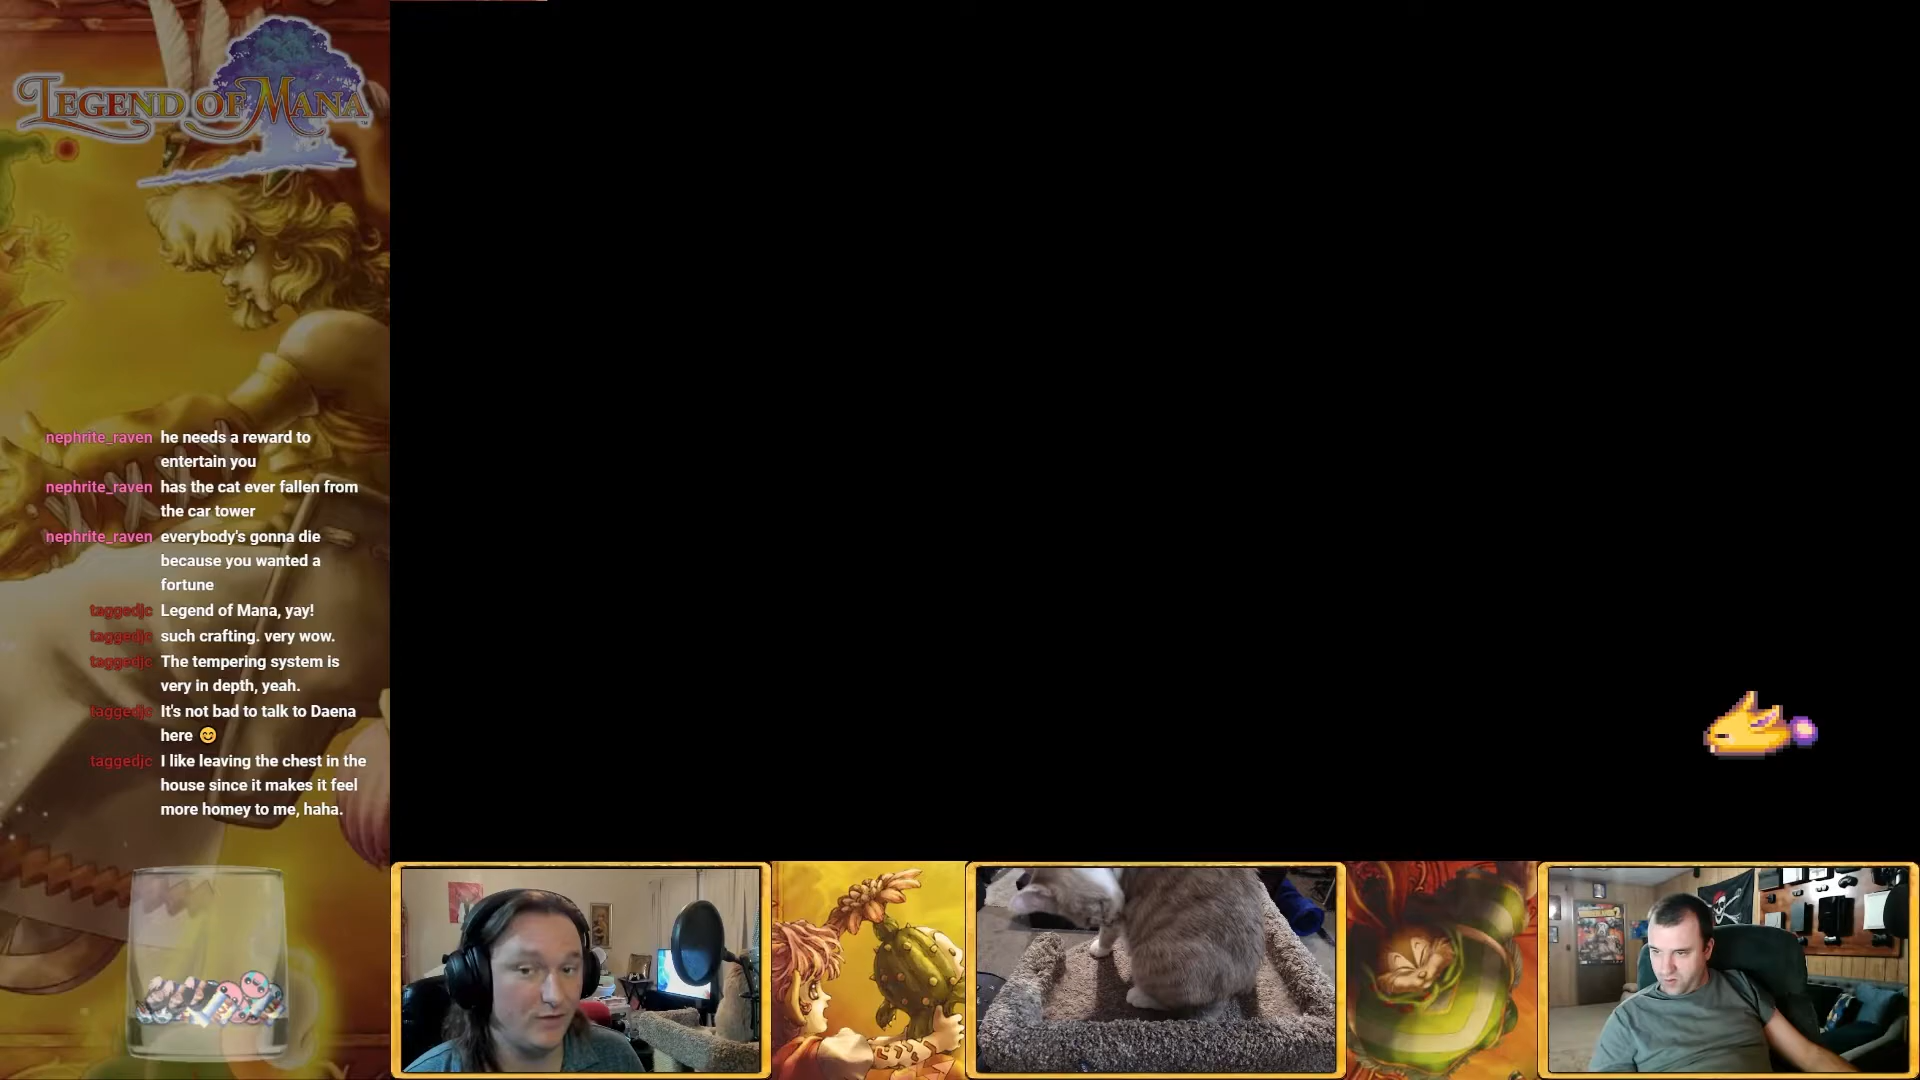 LEGEND OF MANA
nephrite_raven he needs a reward to
entertain you
nephrite_raven has the cat ever fallen from
the car tower
nephrite_raven everybody's gonna die
because you wanted a
fortune
taggedjc Legend of Mana, yay!
taggedjc such crafting. very wow.
taggedjc The tempering system is
very in depth, yeah.
taggedjc It's not bad to talk to Daena
here 😊
taggedjc I like leaving the chest in the
house since it makes it feel
more homey to me, haha.